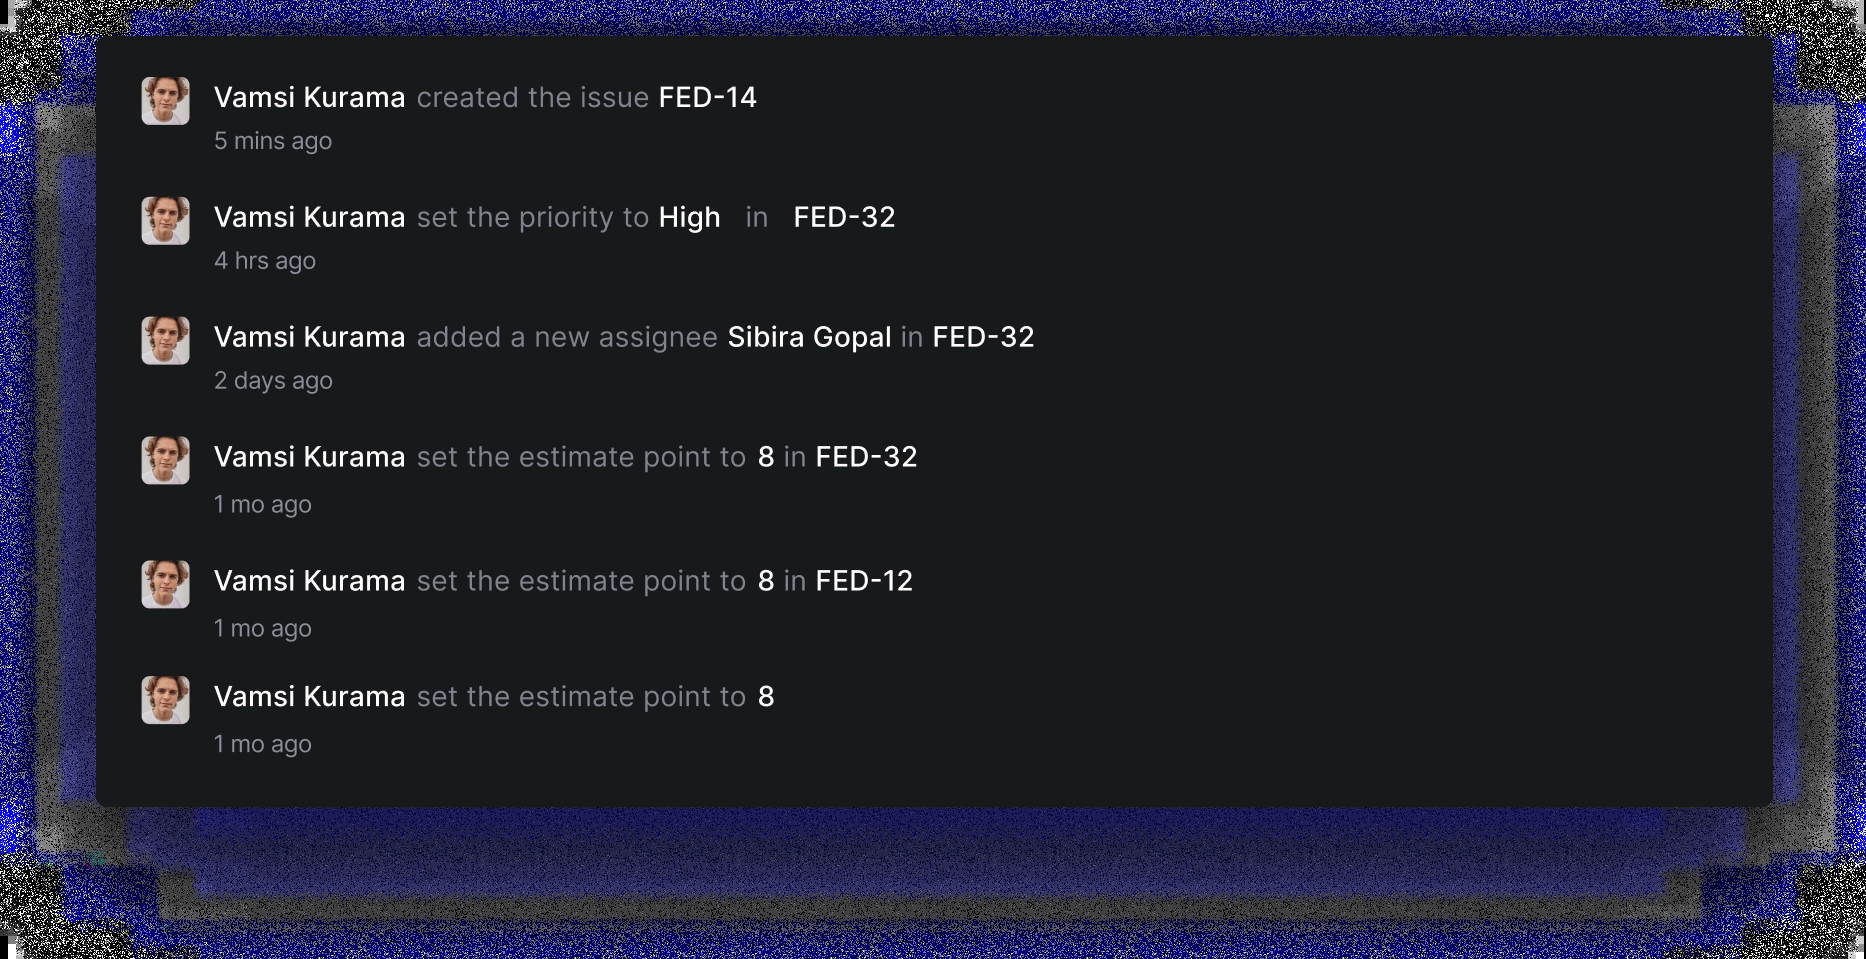 Vamsi Kurama created the issue FED-14
5 mins ago
Vamsi Kurama set the priority to High in FED-32
4 hrs ago
Vamsi Kurama added a new assignee Sibira Gopal in FED-32
2 days ago
Vamsi Kurama set the estimate point to 8 in FED-32
1 mo ago
Vamsi Kurama set the estimate point to 8 in FED-12
1 mo ago
Vamsi Kurama set the estimate point to 8
1 mo ago